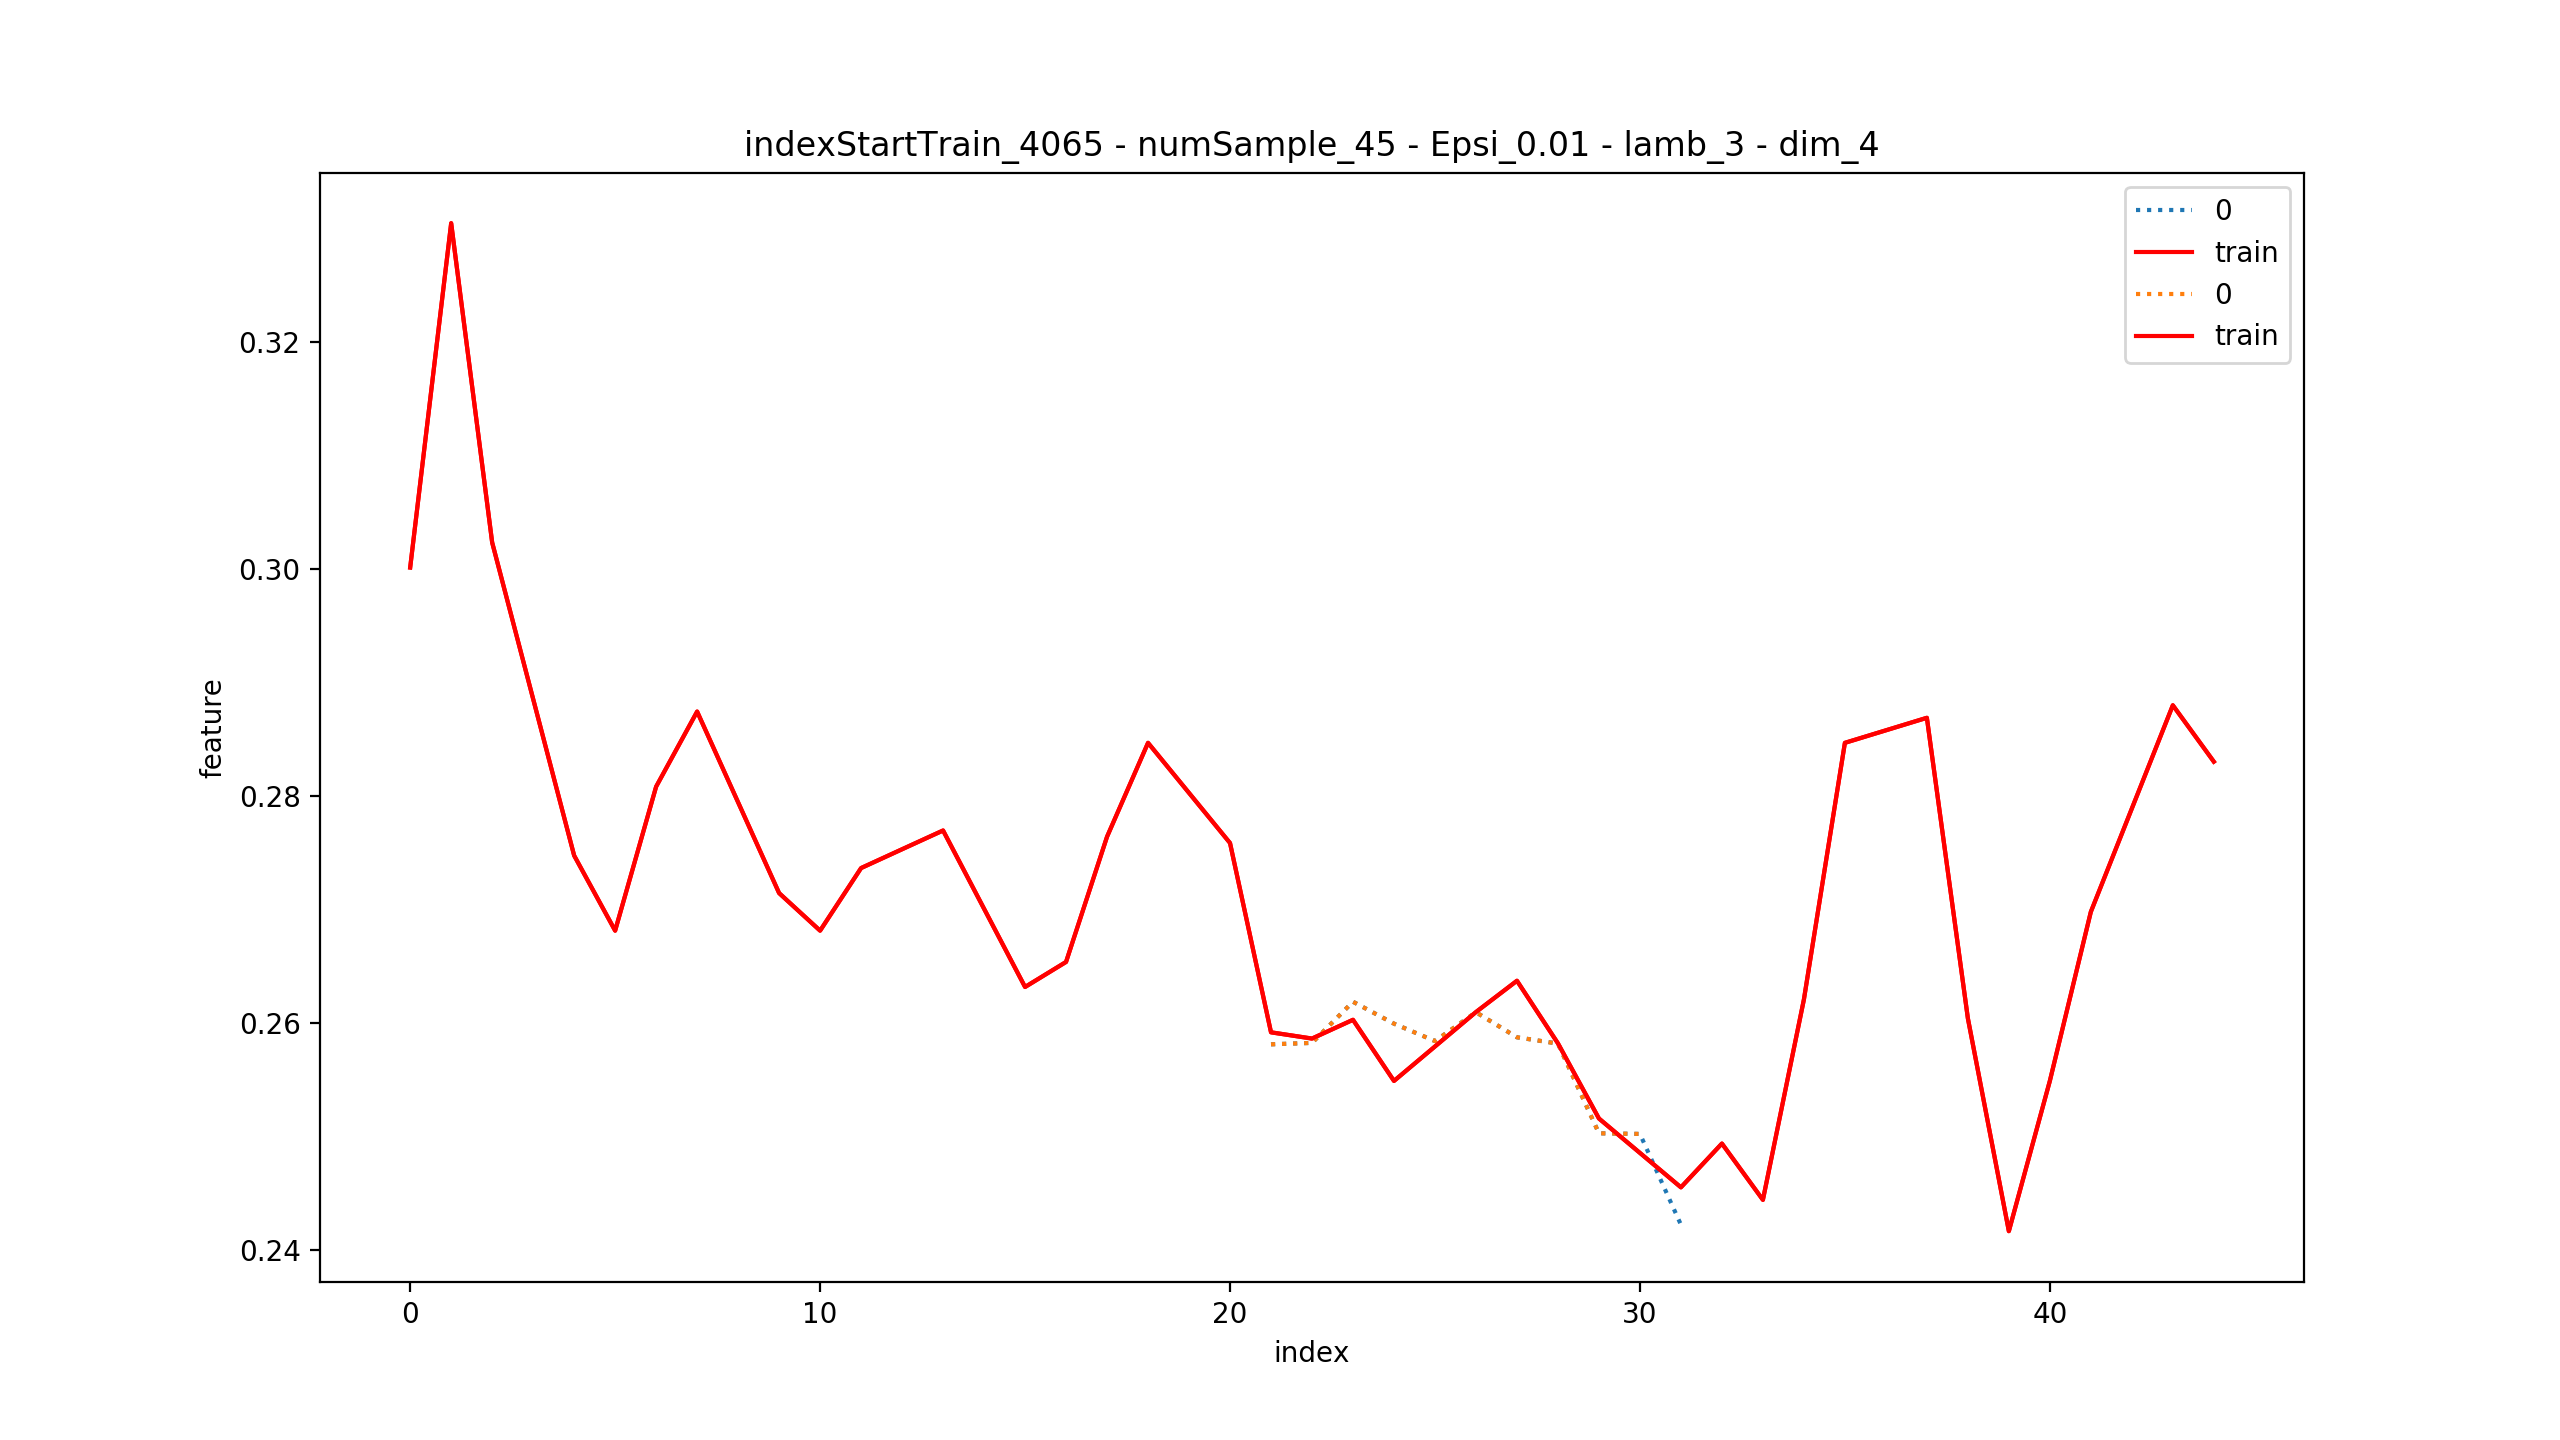 indexStartTrain_4065 - numSample_45 - Epsi_0.01 - lamb_3 - dim_4
0
train
0
train
0.32
0.30
0.28
0.26
0.24
feature
0 10 20 30 40
index